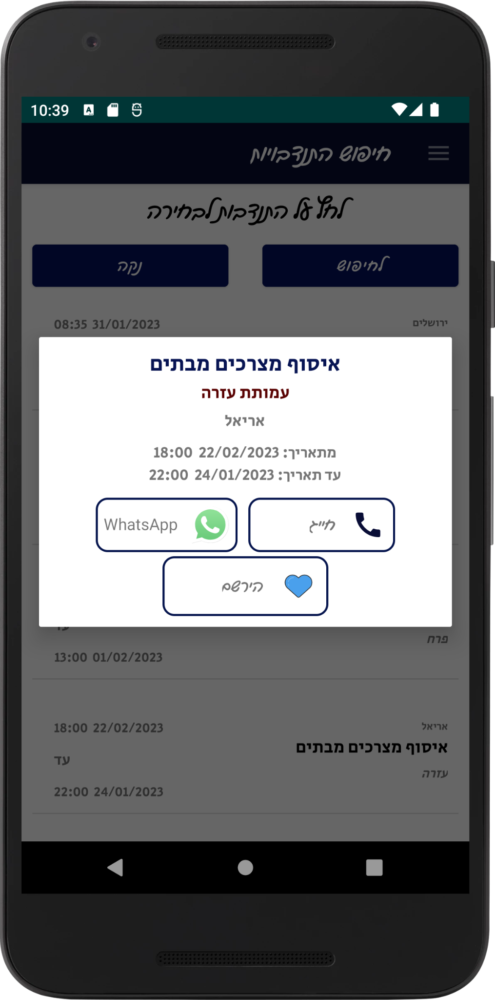 10:39
חיפוש התנדבויות
לחץ על התנדבות לבחירה
לחיפוש
נקה
ירושלים
08:35 31/01/2023
איסוף מצרכים מבתים
עמותת עזרה
אריאל
מתאריך: 22/02/2023 18:00
עד תאריך: 24/01/2023 22:00
חייג
WhatsApp
הירשם
עד
פרח
13:00 01/02/2023
אריאל
18:00 22/02/2023
איסוף מצרכים מבתים
עד
עזרה
22:00 24/01/2023